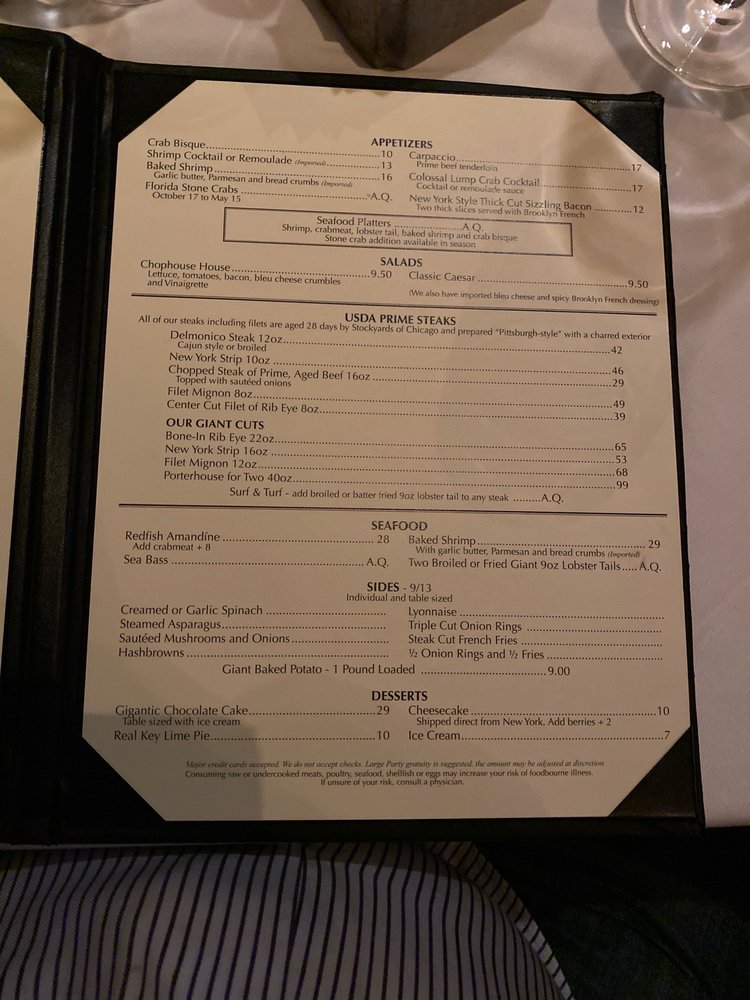 APPETIZERS
Crab Bisque....................10
Shrimp Cocktail or Remoulade (Imported)....................13
Baked Shrimp....................16
Garlic butter, Parmesan and bread crumbs (Imported)
Florida Stone Crabs....................A.Q.
October 17 to May 15
Carpaccio....................17
Prime beef tenderloin
Colossal Lump Crab Cocktail....................17
Cocktail or remoulade sauce
New York Style Thick Cut Sizzling Bacon...........12
Two thick slices served with Brooklyn French
Seafood Platters ....................A.Q.
Shrimp, crabmeat, lobster tail, baked shrimp and crab bisque
Stone crab addition available in season
SALADS
Chophouse House....................9.50
Lettuce, tomatoes, bacon, bleu cheese crumbles
and Vinaigrette
Classic Caesar ....................9.50
(We also have imported bleu cheese and spicy Brooklyn French dressing)
USDA PRIME STEAKS
All of our steaks including filets are aged 28 days by Stockyards of Chicago and prepared "Pittsburgh-style" with a charred exterior
Delmonico Steak 12oz....................42
Cajun style or broiled
New York Strip 10oz ....................46
Chopped Steak of Prime, Aged Beef 16oz....................29
Topped with sautéed onions
Filet Mignon 8oz....................49
Center Cut Filet of Rib Eye 8oz....................39
OUR GIANT CUTS
Bone-In Rib Eye 22oz....................65
New York Strip 16oz ....................53
Filet Mignon 12oz....................68
Porterhouse for Two 40oz....................99
Surf & Turf - add broiled or batter fried 9oz lobster tail to any steak .........A.Q.
SEAFOOD
Redfish Amandíne ....................28
Add crabmeat + 8
Sea Bass ....................A.Q.
Baked Shrimp....................29
With garlic butter, Parmesan and bread crumbs (Imported)
Two Broiled or Fried Giant 9oz Lobster Tails..... A.Q.
SIDES - 9/13
Individual and table sized
Creamed or Garlic Spinach ....................
Steamed Asparagus....................
Sautéed Mushrooms and Onions....................
Hashbrowns ....................
Lyonnaise ....................
Triple Cut Onion Rings ....................
Steak Cut French Fries ....................
½ Onion Rings and ½ Fries....................
Giant Baked Potato - 1 Pound Loaded ....................9.00
DESSERTS
Gigantic Chocolate Cake....................29
Table sized with ice cream
Real Key Lime Pie....................10
Cheesecake ....................10
Shipped direct from New York. Add berries + 2
Ice Cream....................7
Major credit cards accepted. We do not accept checks. Large Party gratuity is suggested, the amount may be adjusted at discretion.
Consuming raw or undercooked meats, poultry, seafood, shellfish or eggs may increase your risk of foodbourne illness.
If unsure of your risk, consult a physician.